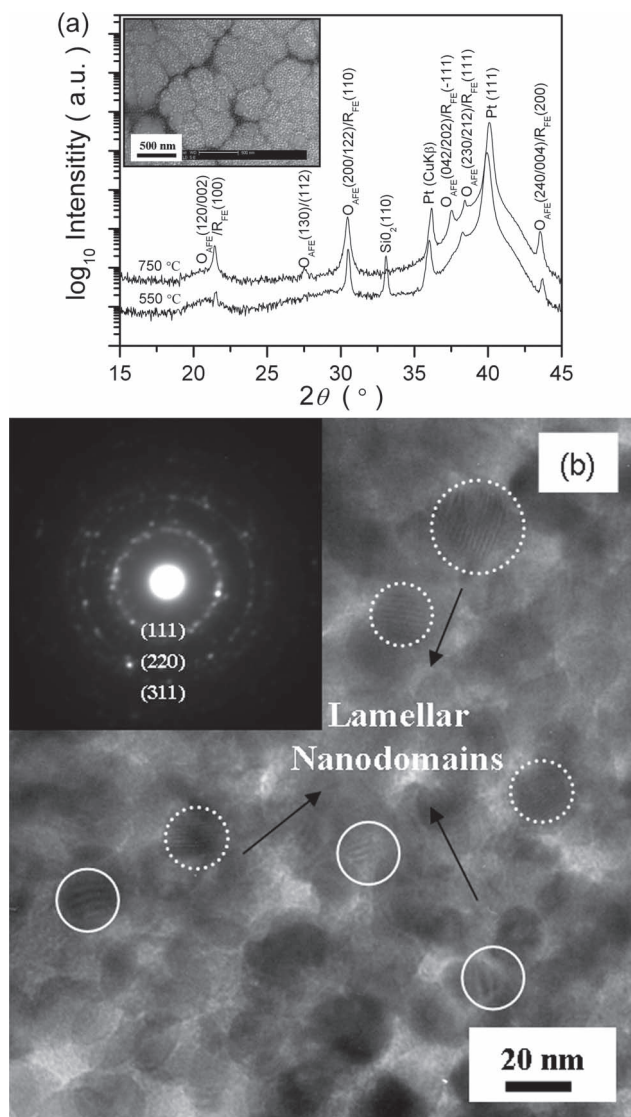 (a)
log10 Intensitity ( a.u. )
500 nm
OAFE(120/002)
/RFE(100)
OAFE(130)/(112)
OAFE(200/122)/RFE(110)
SiO2(110)
Pt (CuKβ)
OAFE(042/202)/RFE(-111)
OAFE(230/212)/RFE(111)
Pt (111)
OAFE(240/004)/RFE(200)
750 °C
550 °C
15 20 25 30 35 40 45
2θ ( ° )
(b)
(111)
(220)
(311)
Lamellar
Nanodomains
20 nm